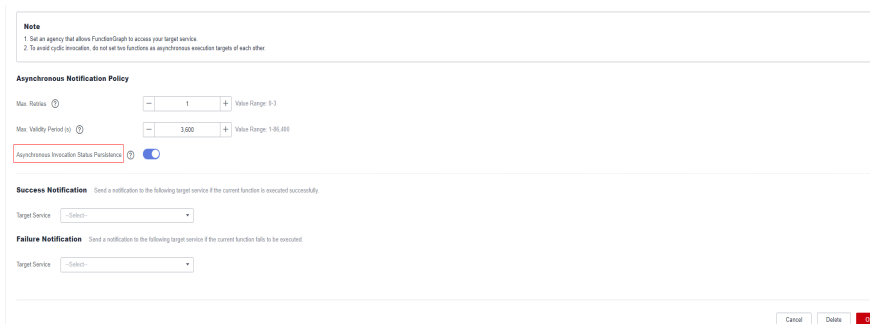 Note
1. Set an agency that allows FunctionGraph to access your target service.
2. To avoid cyclic invocation, do not set two functions as asynchronous execution targets of each other.
Asynchronous Notification Policy
Max. Retries ? − 1 + Value Range: 0-3
Max. Validity Period (s) ? − 3,600 + Value Range: 1-86,400
Asynchronous Invocation Status Persistence ?
Success Notification Send a notification to the following target service if the current function is executed successfully.
Target Service --Select--
Failure Notification Send a notification to the following target service if the current function fails to be executed.
Target Service --Select--
Cancel Delete